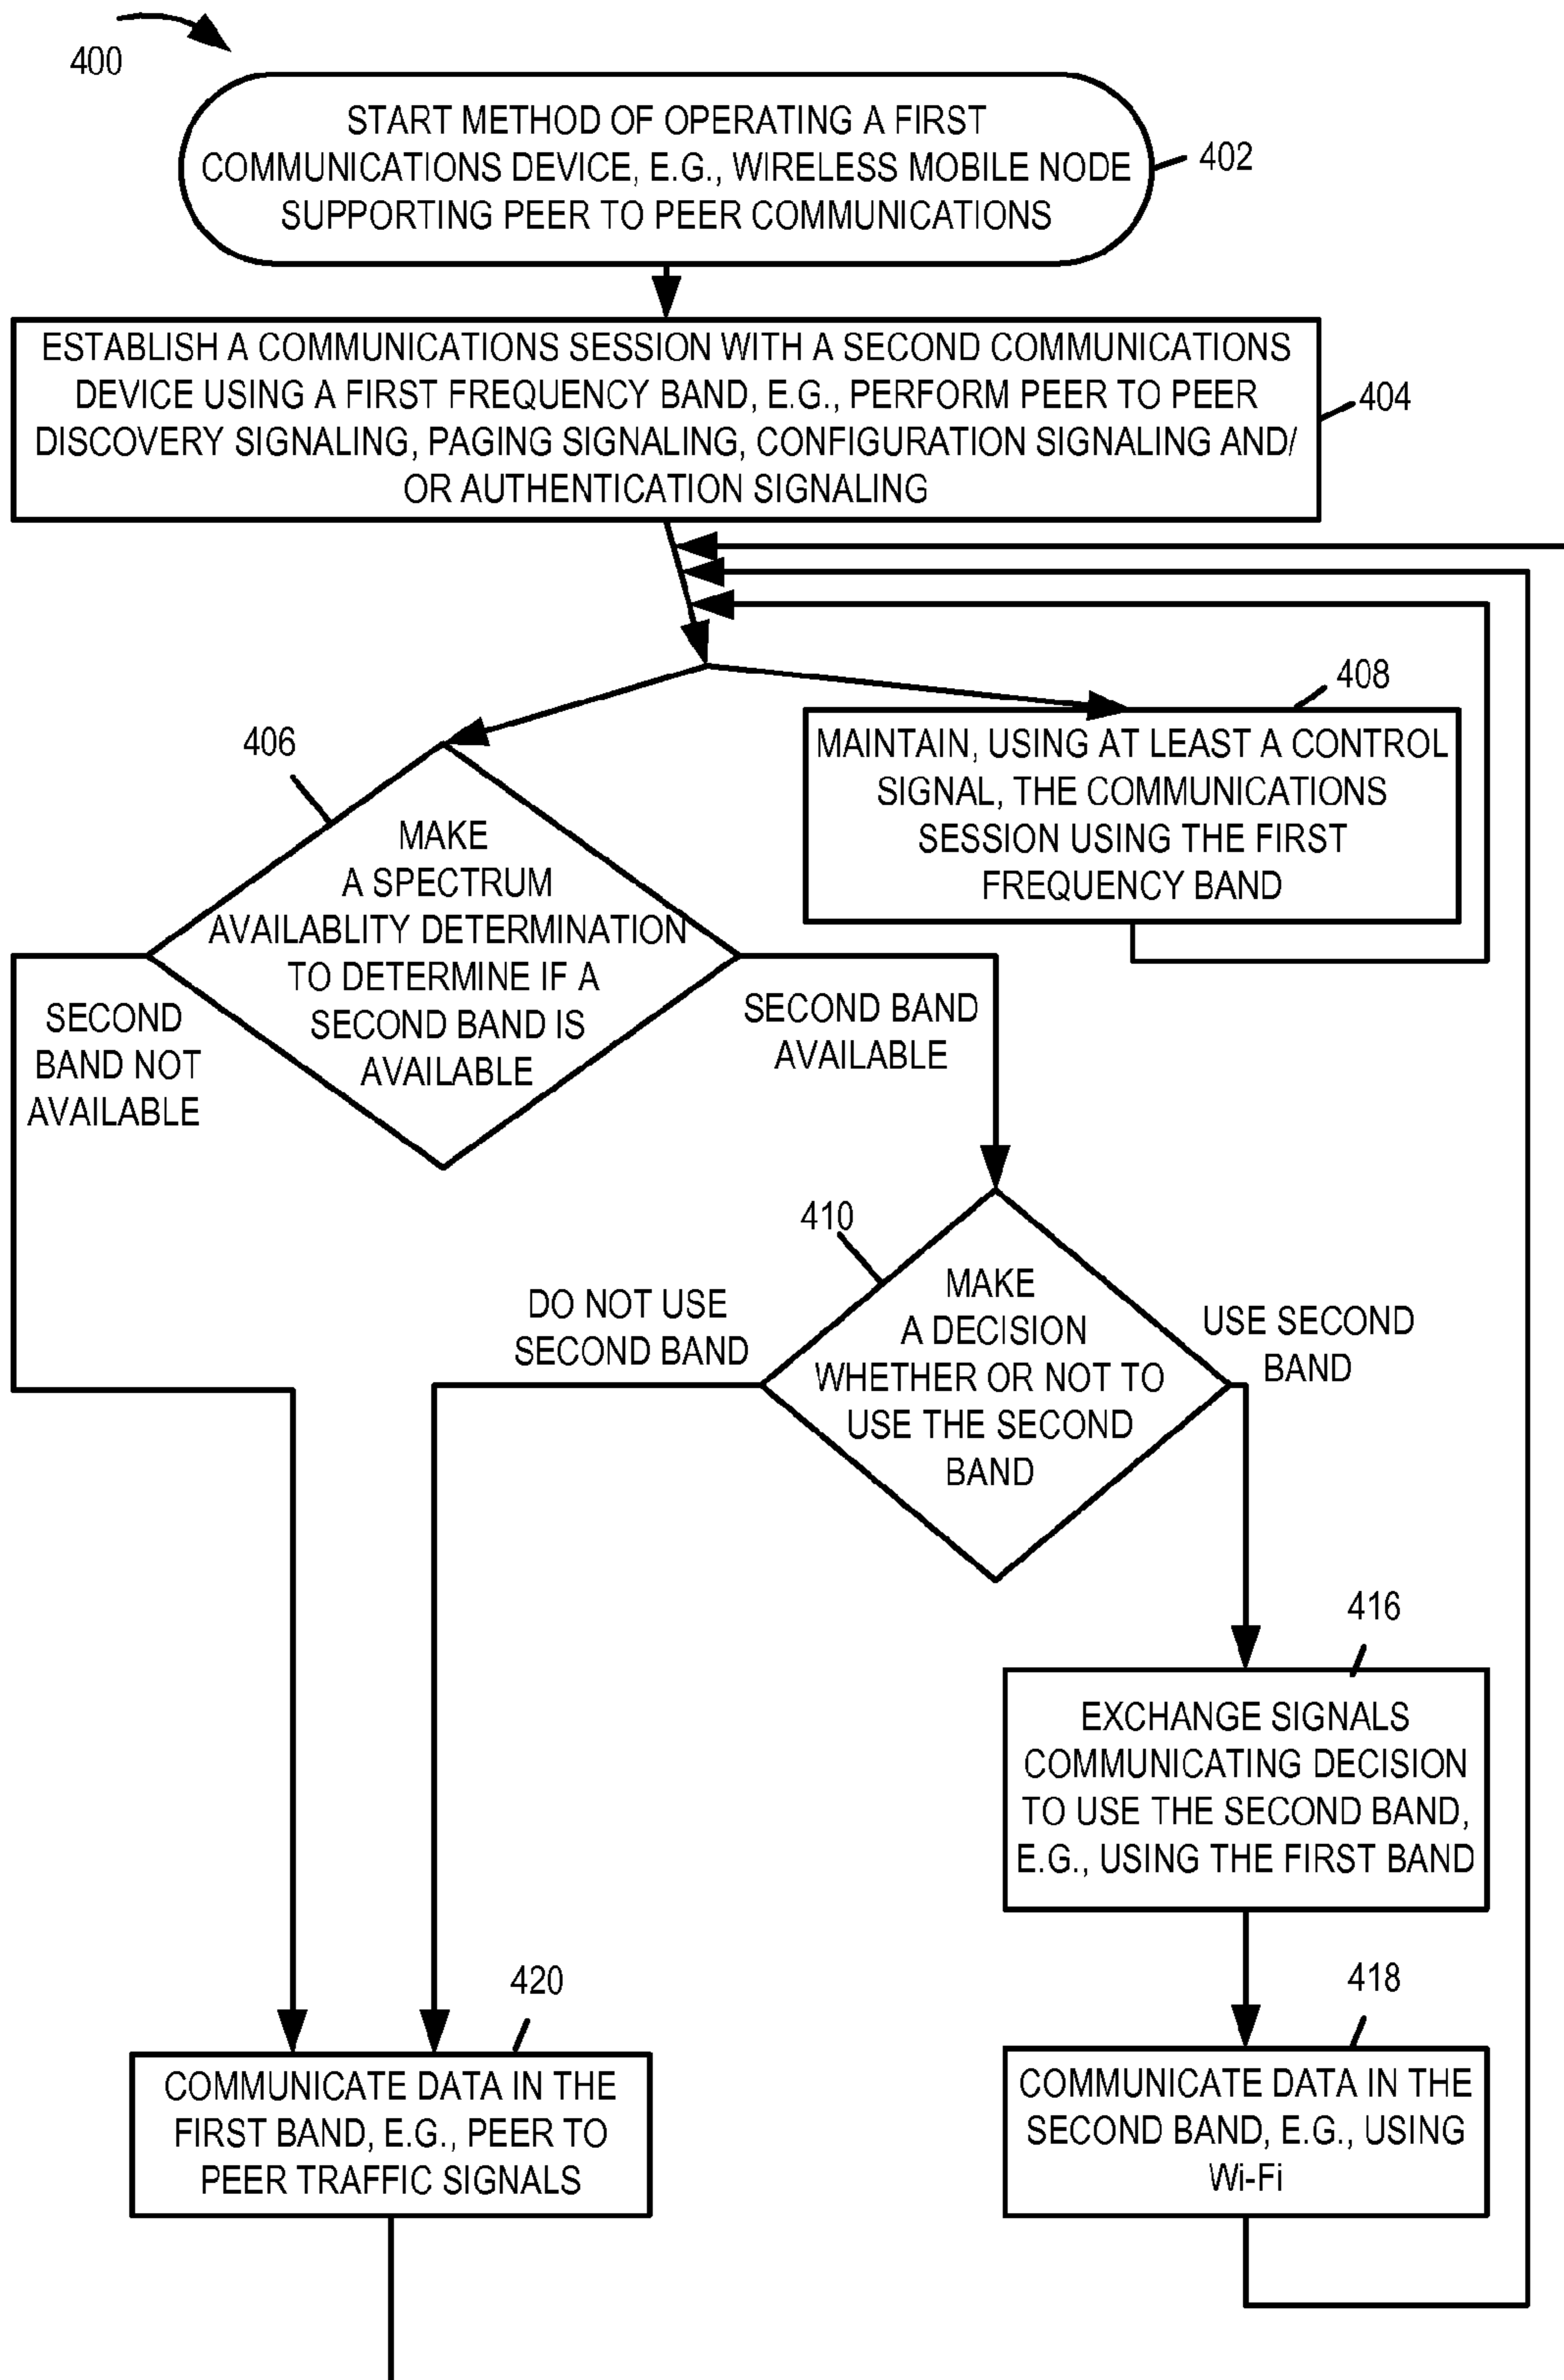 400
START METHOD OF OPERATING A FIRST
COMMUNICATIONS DEVICE, E.G., WIRELESS MOBILE NODE
SUPPORTING PEER TO PEER COMMUNICATIONS
402
ESTABLISH A COMMUNICATIONS SESSION WITH A SECOND COMMUNICATIONS
DEVICE USING A FIRST FREQUENCY BAND, E.G., PERFORM PEER TO PEER
DISCOVERY SIGNALING, PAGING SIGNALING, CONFIGURATION SIGNALING AND/
OR AUTHENTICATION SIGNALING
404
406
MAKE
A SPECTRUM
AVAILABLITY DETERMINATION
TO DETERMINE IF A
SECOND BAND IS
AVAILABLE
408
MAINTAIN, USING AT LEAST A CONTROL
SIGNAL, THE COMMUNICATIONS
SESSION USING THE FIRST
FREQUENCY BAND
SECOND
BAND NOT
AVAILABLE
SECOND BAND
AVAILABLE
410
MAKE
A DECISION
WHETHER OR NOT TO
USE THE SECOND
BAND
DO NOT USE
SECOND BAND
USE SECOND
BAND
416
EXCHANGE SIGNALS
COMMUNICATING DECISION
TO USE THE SECOND BAND,
E.G., USING THE FIRST BAND
420
COMMUNICATE DATA IN THE
FIRST BAND, E.G., PEER TO
PEER TRAFFIC SIGNALS
418
COMMUNICATE DATA IN THE
SECOND BAND, E.G., USING
Wi-Fi